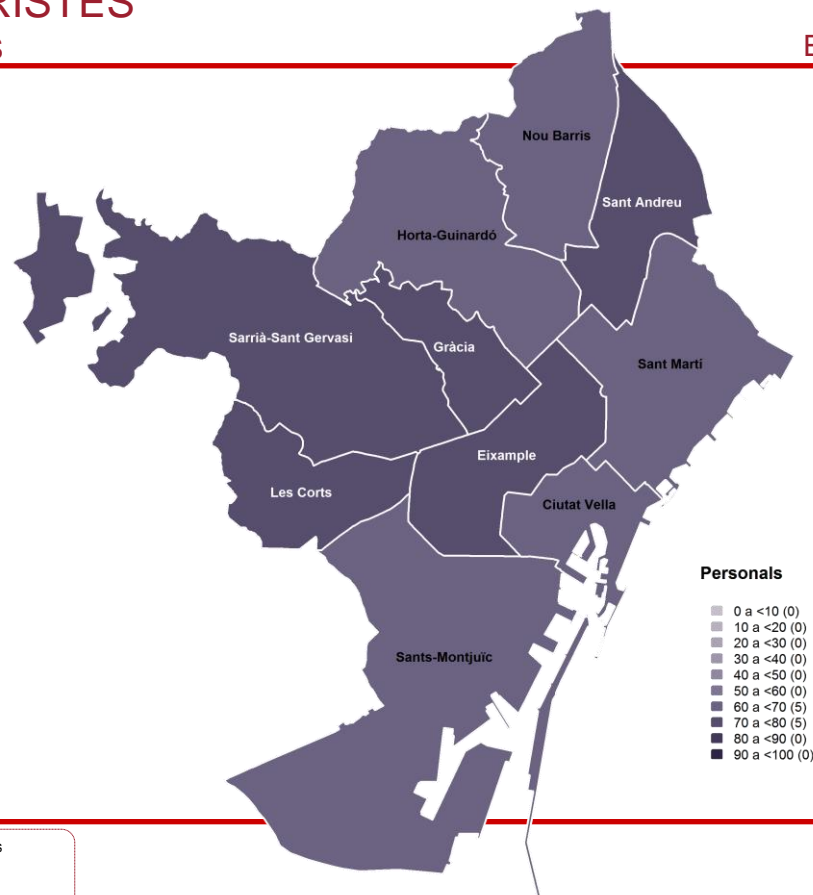 RISTES
Nou Barris
Sant Andreu
Horta-Guinardó
Sarrià-Sant Gervasi
Gràcia
Sant Martí
Eixample
Les Corts
Ciutat Vella
Sants-Montjuïc
Personals
0 a <10 (0)
10 a <20 (0)
20 a <30 (0)
30 a <40 (0)
40 a <50 (0)
50 a <60 (0)
60 a <70 (5)
70 a <80 (5)
80 a <90 (0)
90 a <100 (0)